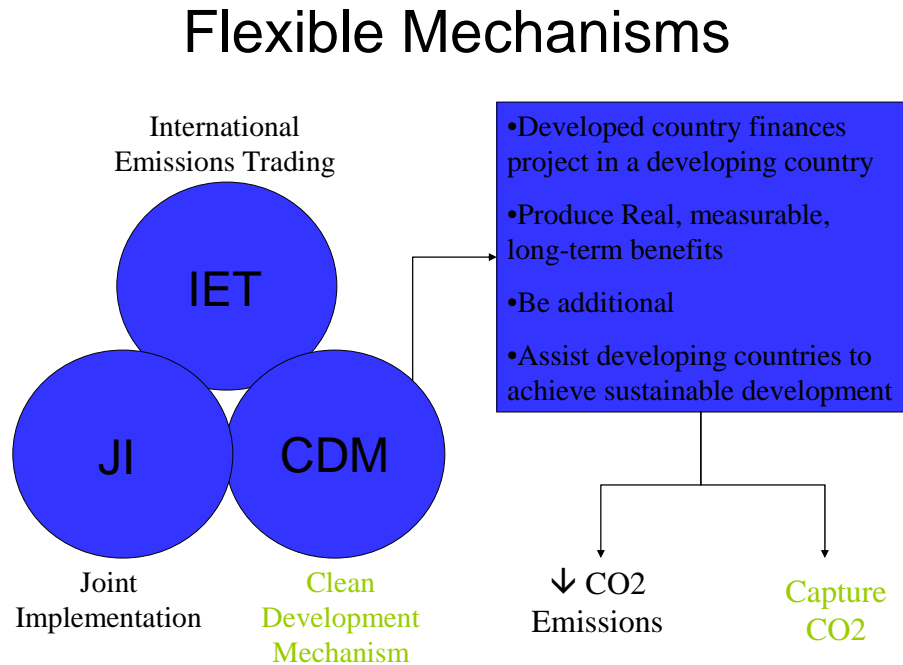 Flexible Mechanisms
International
Emissions Trading
IET
JI
CDM
Joint
Implementation
Clean
Development
Mechanism
•Developed country finances
project in a developing country
•Produce Real, measurable,
long-term benefits
•Be additional
•Assist developing countries to
achieve sustainable development
↓ CO2
Emissions
Capture
CO2